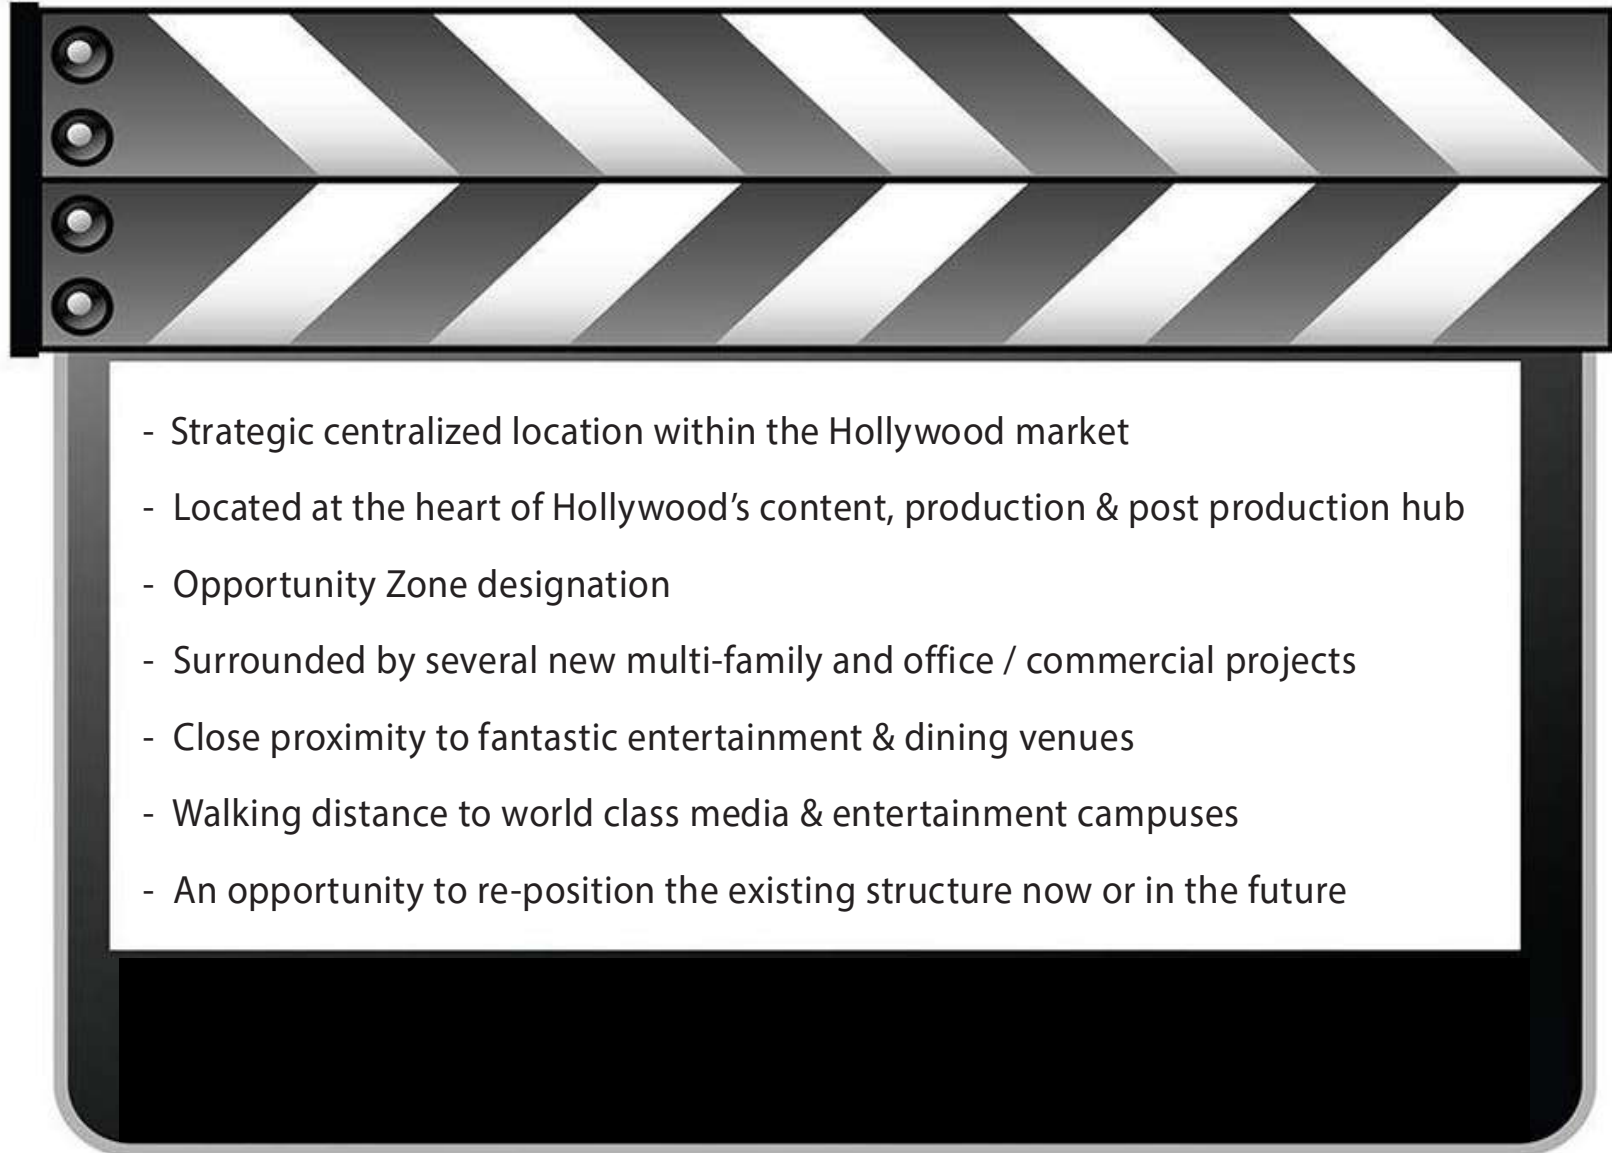 - Strategic centralized location within the Hollywood market
- Located at the heart of Hollywood’s content, production & post production hub
- Opportunity Zone designation
- Surrounded by several new multi-family and office / commercial projects
- Close proximity to fantastic entertainment & dining venues
- Walking distance to world class media & entertainment campuses
- An opportunity to re-position the existing structure now or in the future